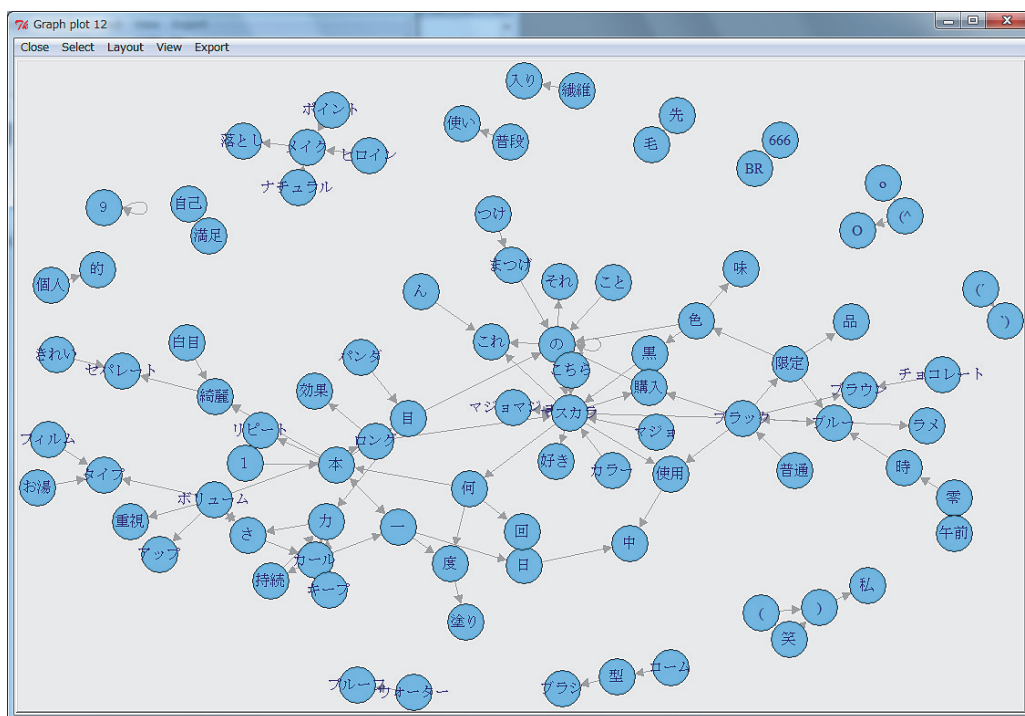 Graph plot 12
Close Select Layout View Export
入り
繊維
ポイント
使い
先
落とし
メイク
ヒロイン
普段
毛
666
BR
ナチュラル
o
9
自己
つけ
(^
満足
O
的
まつげ
味
個人
ん
それ
こと
(´
白目
これ
の
色
品
`)
きれい
セパレート
パンダ
こちら
黒
限定
綺麗
効果
購入
ブラウン
チョコレート
リピート
目
マジョマジョ
スカラ
ブラック
ブルー
ラメ
フィルム
ロング
マジョ
1
本
好き
カラー
使用
普通
時
お湯
タイプ
ボリューム
何
零
重視
さ
力
一
回
中
午前
アップ
カール
度
日
持続
キープ
私
塗り
(
)
笑
プルーフ
ウォーター
ブラシ
型
コーム